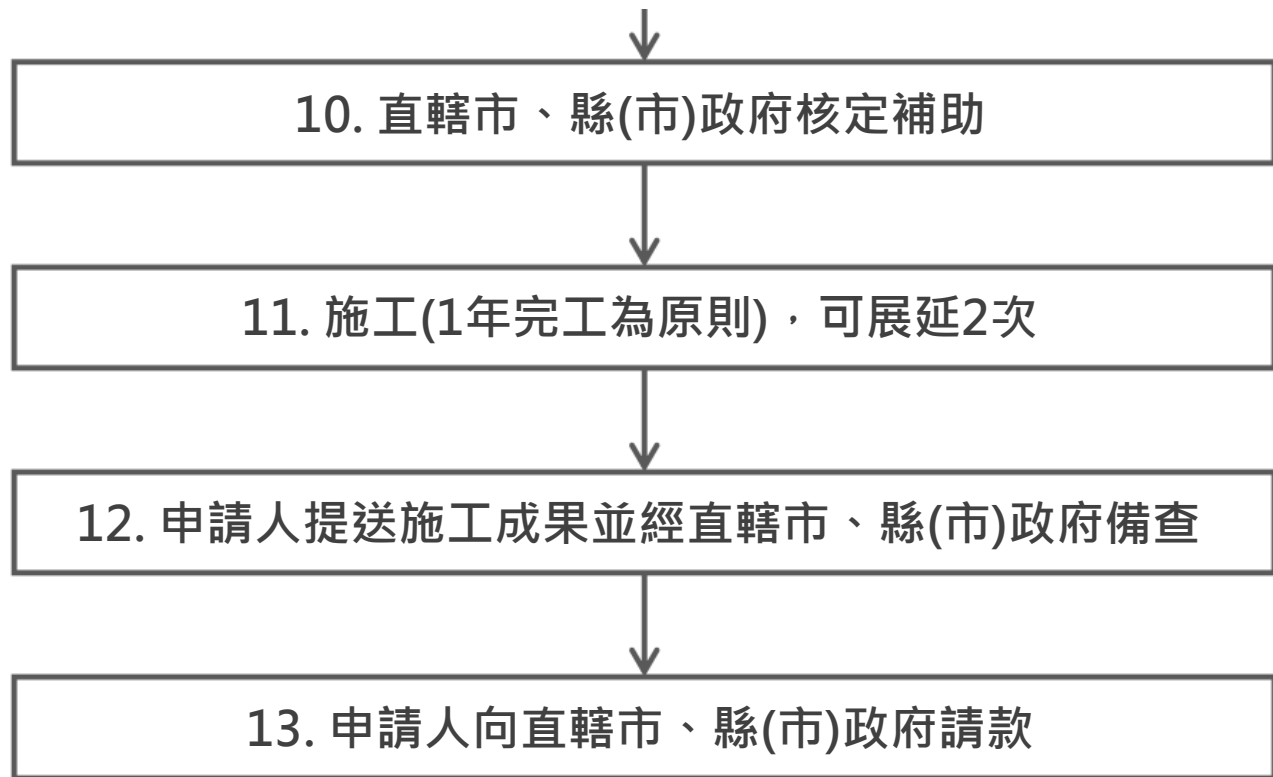 10. 直轄市、縣(市)政府核定補助
11. 施工(1年完工為原則)，可展延2次
12. 申請人提送施工成果並經直轄市、縣(市)政府備查
13. 申請人向直轄市、縣(市)政府請款